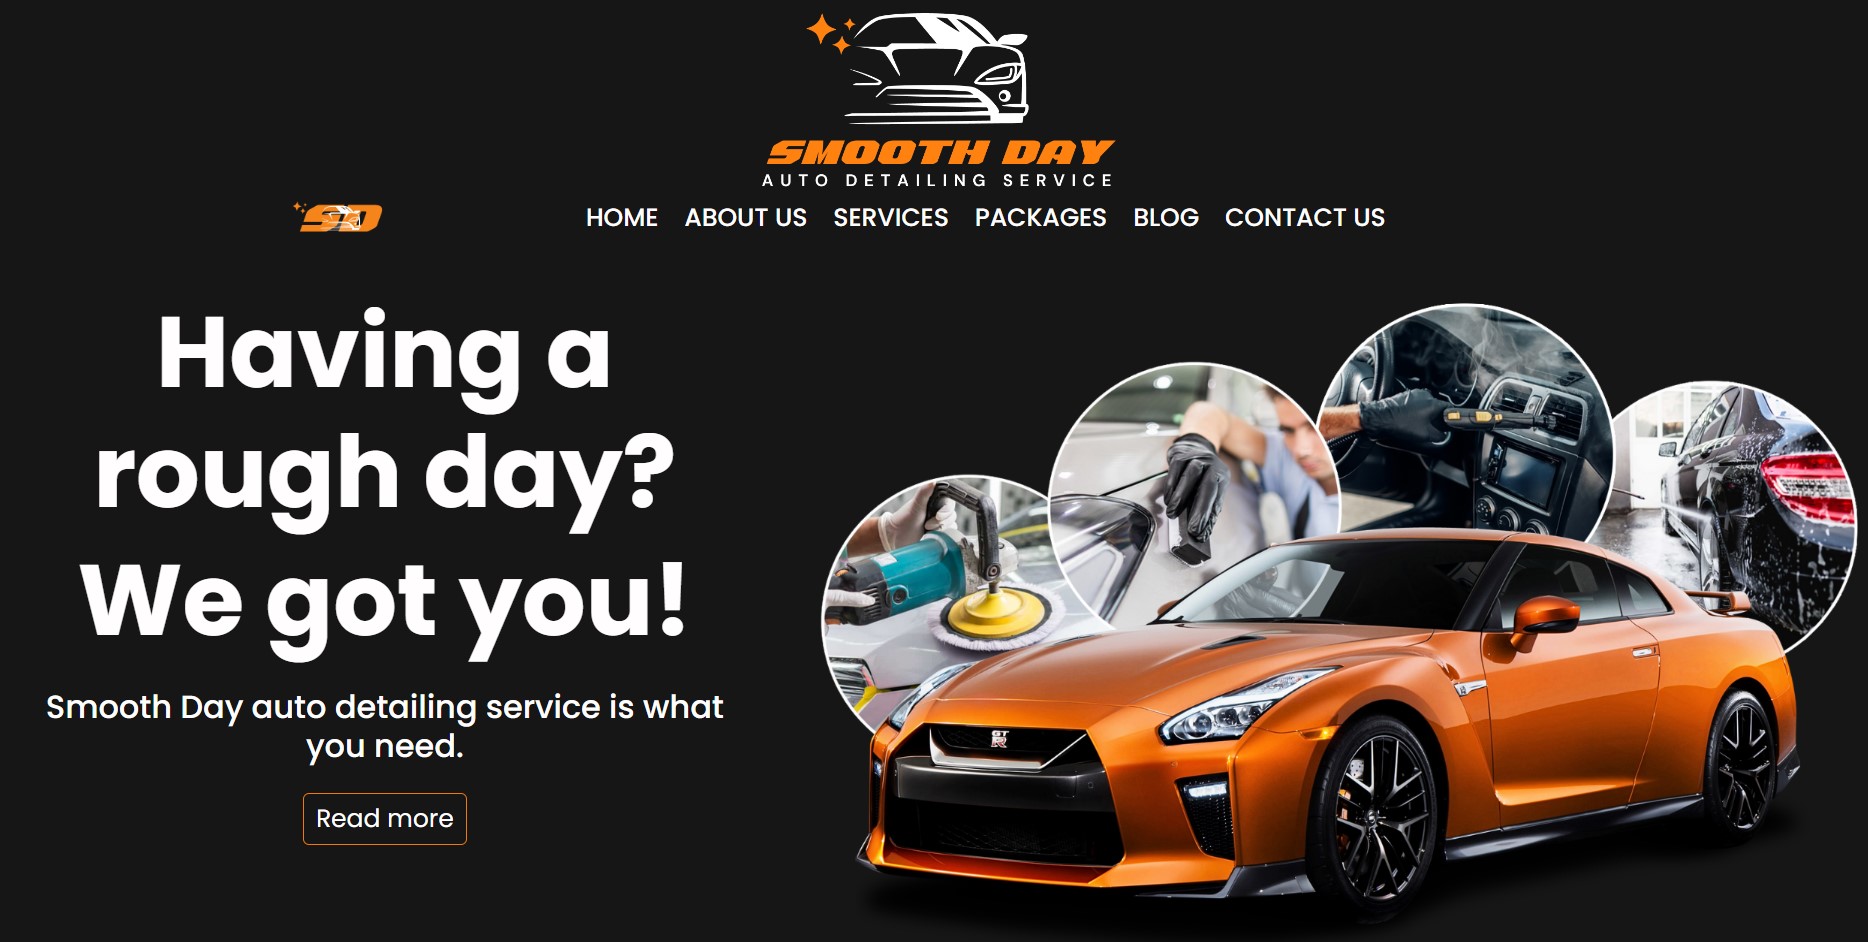 SMOOTH DAY
AUTO DETAILING SERVICE
SD
HOME ABOUT US SERVICES PACKAGES BLOG CONTACT US
Having a
rough day?
We got you!
Smooth Day auto detailing service is what
you need.
Read more
GT
R